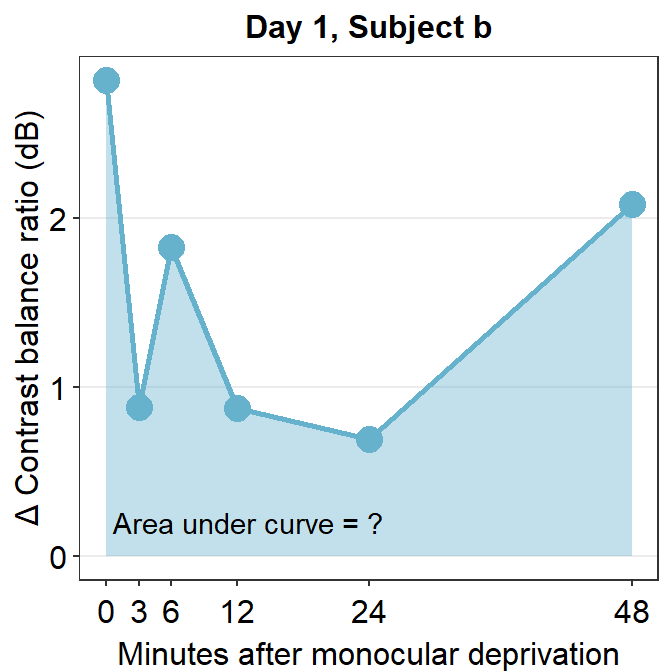 Day 1, Subject b
Δ Contrast balance ratio (dB)
2
1
0
Area under curve = ?
0 3 6 12 24 48
Minutes after monocular deprivation